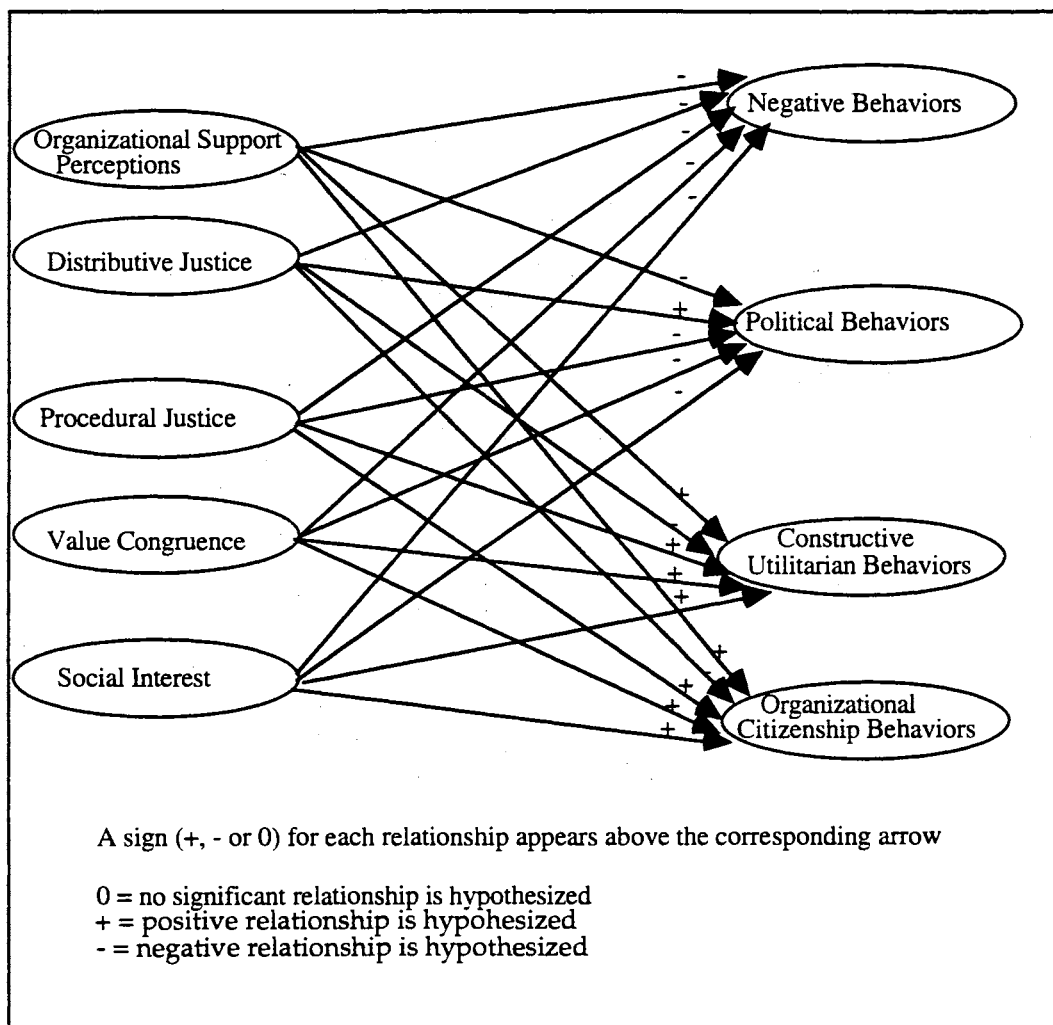 -
-
-
-
-
Negative Behaviors
Organizational Support
Perceptions
Distributive Justice
-
+
-
-
-
Political Behaviors
Procedural Justice
Value Congruence
+
-
+
+
+
Constructive
Utilitarian Behaviors
Social Interest
+
-
+
+
+
Organizational
Citizenship Behaviors
A sign (+, - or 0) for each relationship appears above the corresponding arrow
0 = no significant relationship is hypothesized
+ = positive relationship is hypohesized
- = negative relationship is hypothesized